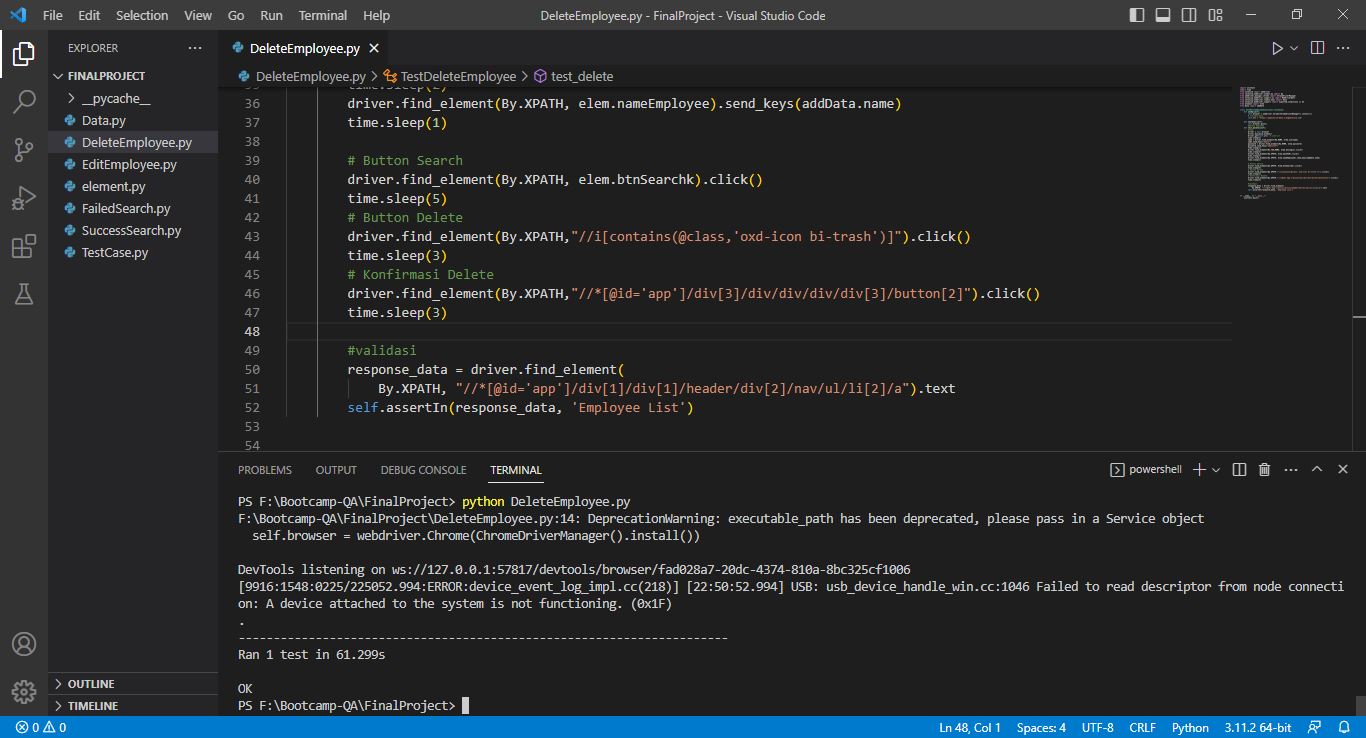 File Edit Selection View Go Run Terminal Help DeleteEmployee.py - FinalProject - Visual Studio Code
EXPLORER
FINALPROJECT
__pycache__
Data.py
DeleteEmployee.py
EditEmployee.py
element.py
FailedSearch.py
SuccessSearch.py
TestCase.py
OUTLINE
TIMELINE
DeleteEmployee.py
DeleteEmployee.py > TestDeleteEmployee > test_delete
35 time.sleep(2)
36 driver.find_element(By.XPATH, elem.nameEmployee).send_keys(addData.name)
37 time.sleep(1)
38
39 # Button Search
40 driver.find_element(By.XPATH, elem.btnSearchk).click()
41 time.sleep(5)
42 # Button Delete
43 driver.find_element(By.XPATH,"//i[contains(@class,'oxd-icon bi-trash')]").click()
44 time.sleep(3)
45 # Konfirmasi Delete
46 driver.find_element(By.XPATH,"//*[@id='app']/div[3]/div/div/div/div[3]/button[2]").click()
47 time.sleep(3)
48
49 #validasi
50 response_data = driver.find_element(
51 By.XPATH, "//*[@id='app']/div[1]/div[1]/header/div[2]/nav/ul/li[2]/a").text
52 self.assertIn(response_data, 'Employee List')
53
54
PROBLEMS OUTPUT DEBUG CONSOLE TERMINAL powershell
PS F:\Bootcamp-QA\FinalProject> python DeleteEmployee.py
F:\Bootcamp-QA\FinalProject\DeleteEmployee.py:14: DeprecationWarning: executable_path has been deprecated, please pass in a Service object
self.browser = webdriver.Chrome(ChromeDriverManager().install())
DevTools listening on ws://127.0.0.1:57817/devtools/browser/fad028a7-20dc-4374-810a-8bc325cf1006
[9916:1548:0225/225052.994:ERROR:device_event_log_impl.cc(218)] [22:50:52.994] USB: usb_device_handle_win.cc:1046 Failed to read descriptor from node connecti
on: A device attached to the system is not functioning. (0x1F)
.
----------------------------------------------------------------------
Ran 1 test in 61.299s
OK
PS F:\Bootcamp-QA\FinalProject>
0 0 Ln 48, Col 1 Spaces: 4 UTF-8 CRLF Python 3.11.2 64-bit